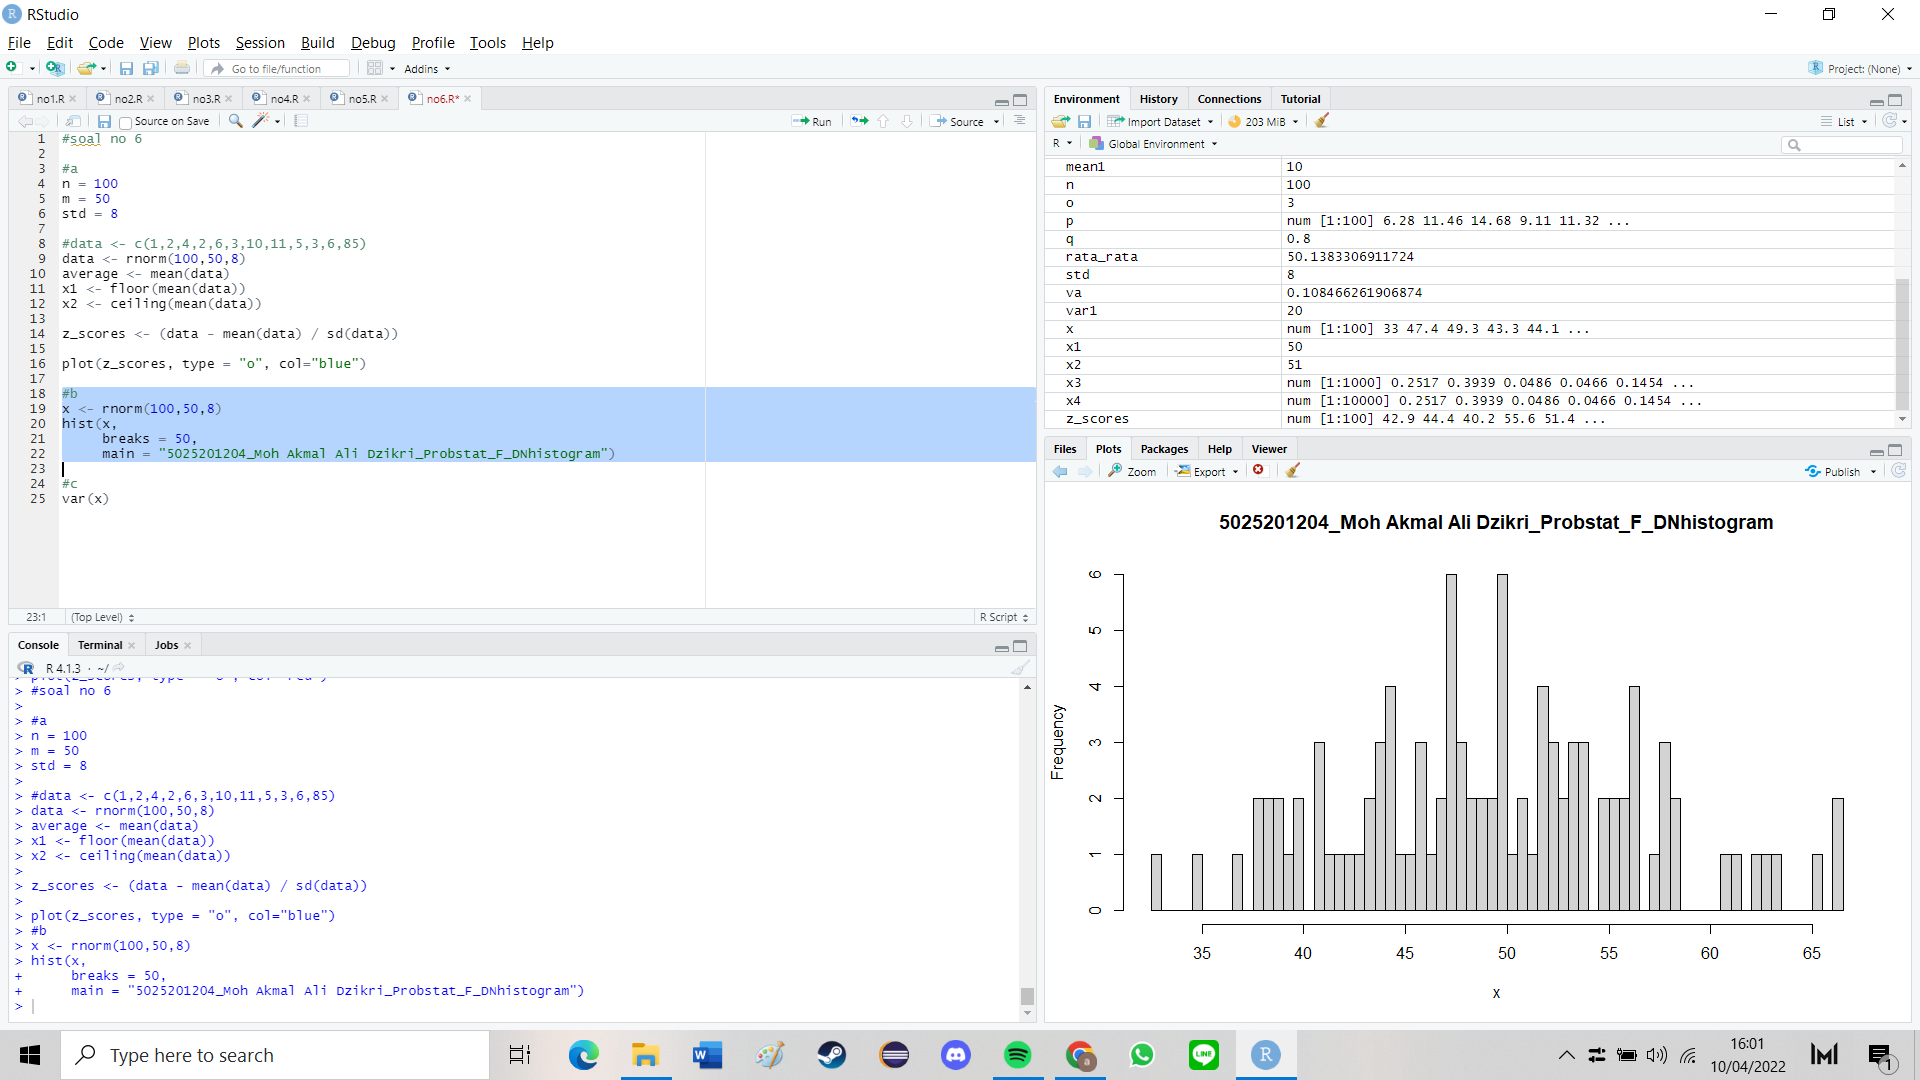 RStudio
File Edit Code View Plots Session Build Debug Profile Tools Help
Go to file/function Addins Project: (None)
no1.R no2.R no3.R no4.R no5.R no6.R*
Source on Save Run Source
1 #soal no 6
2
3 #a
4 n = 100
5 m = 50
6 std = 8
7
8 #data <- c(1,2,4,2,6,3,10,11,5,3,6,85)
9 data <- rnorm(100,50,8)
10 average <- mean(data)
11 x1 <- floor(mean(data))
12 x2 <- ceiling(mean(data))
13
14 z_scores <- (data - mean(data) / sd(data))
15
16 plot(z_scores, type = "o", col="blue")
17
18 #b
19 x <- rnorm(100,50,8)
20 hist(x,
21 breaks = 50,
22 main = "5025201204_Moh Akmal Ali Dzikri_Probstat_F_DNhistogram")
23
24 #c
25 var(x)
23:1 (Top Level) R Script
Console Terminal Jobs
R 4.1.3 · ~/
> #soal no 6
>
> #a
> n = 100
> m = 50
> std = 8
>
> #data <- c(1,2,4,2,6,3,10,11,5,3,6,85)
> data <- rnorm(100,50,8)
> average <- mean(data)
> x1 <- floor(mean(data))
> x2 <- ceiling(mean(data))
>
> z_scores <- (data - mean(data) / sd(data))
>
> plot(z_scores, type = "o", col="blue")
> #b
> x <- rnorm(100,50,8)
> hist(x,
+ breaks = 50,
+ main = "5025201204_Moh Akmal Ali Dzikri_Probstat_F_DNhistogram")
>
Environment History Connections Tutorial
Import Dataset 203 MiB List
R Global Environment
mean1 10
n 100
o 3
p num [1:100] 6.28 11.46 14.68 9.11 11.32 ...
q 0.8
rata_rata 50.1383306911724
std 8
va 0.108466261906874
var1 20
x num [1:100] 33 47.4 49.3 43.3 44.1 ...
x1 50
x2 51
x3 num [1:1000] 0.2517 0.3939 0.0486 0.0466 0.1454 ...
x4 num [1:10000] 0.2517 0.3939 0.0486 0.0466 0.1454 ...
z_scores num [1:100] 42.9 44.4 40.2 55.6 51.4 ...
Files Plots Packages Help Viewer
Zoom Export Publish
5025201204_Moh Akmal Ali Dzikri_Probstat_F_DNhistogram
Frequency
6
5
4
3
2
1
0
35 40 45 50 55 60 65
x
Type here to search
16:01
10/04/2022
1